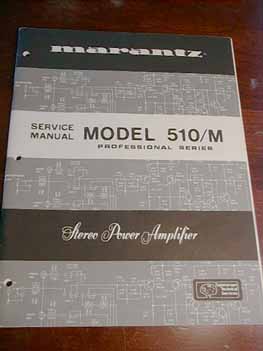 marantz
SERVICE
MANUAL
MODEL 510/M
PROFESSIONAL SERIES
Stereo Power Amplifier